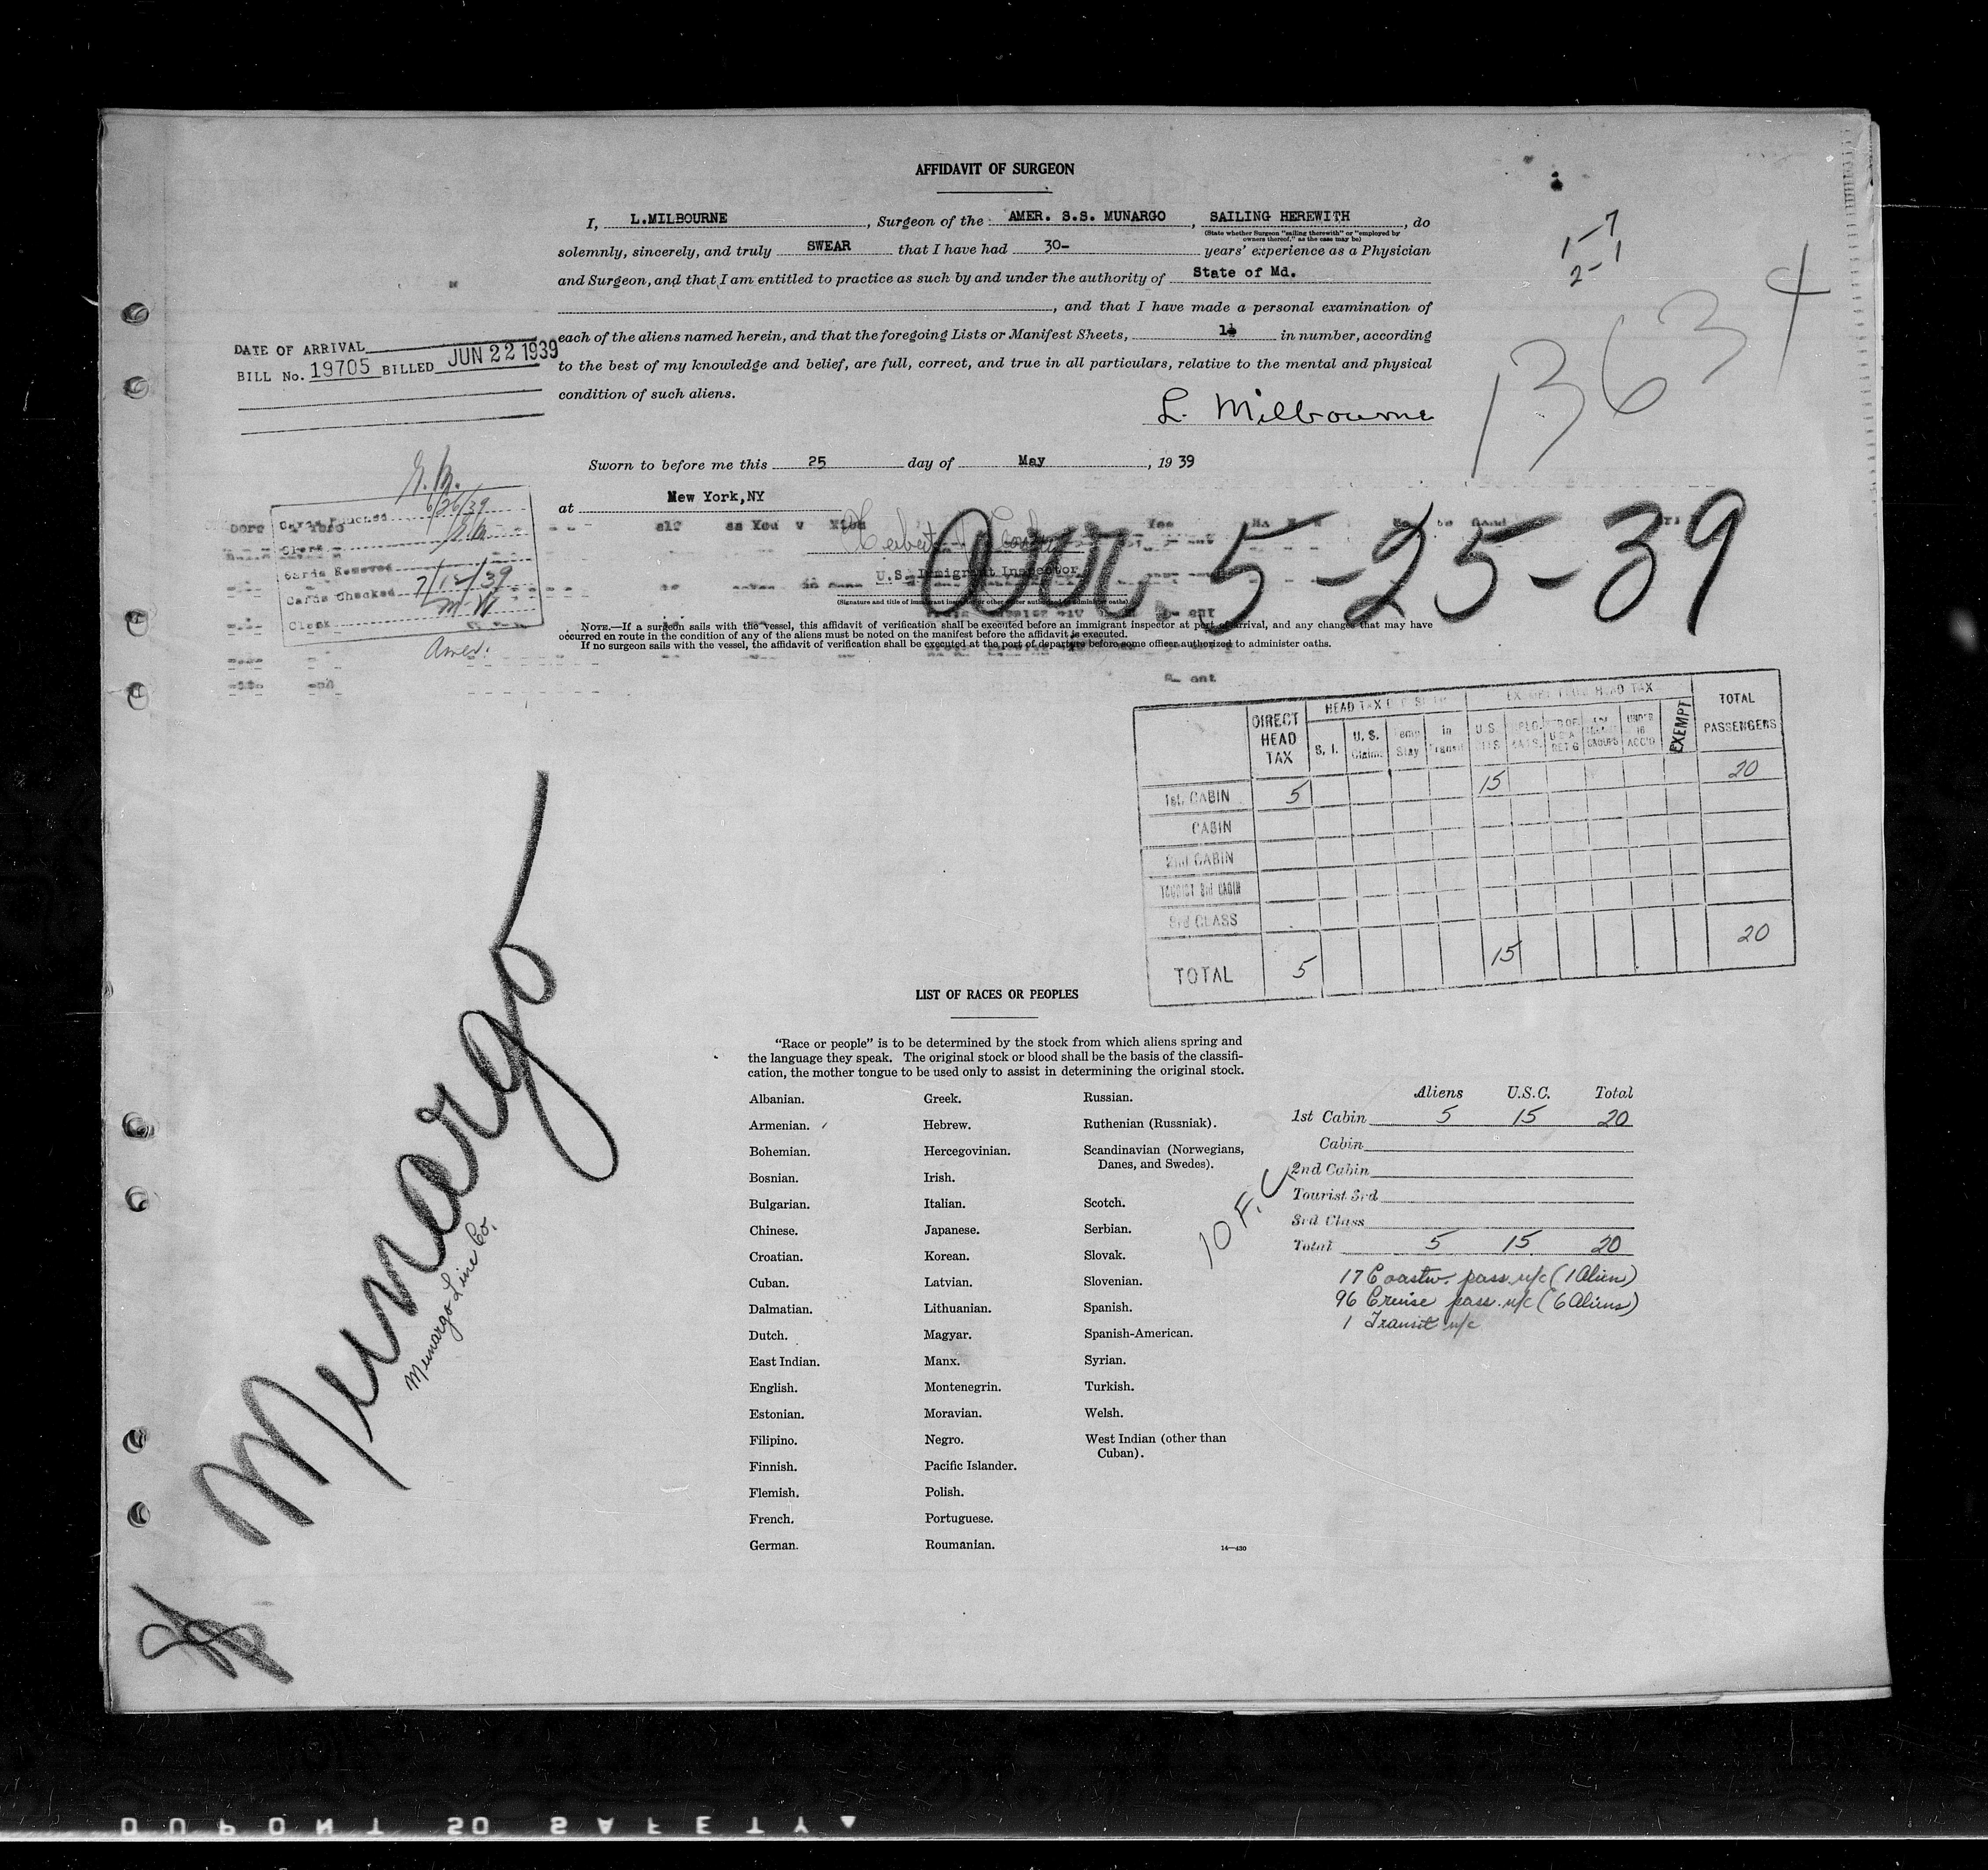 AFFIDAVIT OF SURGEON
I, L.MILBOURNE, Surgeon of the AMER. S.S. MUNARGO, SAILING HEREWITH, do
(State whether Surgeon "sailing therewith" or "employed by
owners thereof," as the case may be)
solemnly, sincerely, and truly SWEAR that I have had 30- years' experience as a Physician
and Surgeon, and that I am entitled to practice as such by and under the authority of State of Md.
, and that I have made a personal examination of
each of the aliens named herein, and that the foregoing Lists or Manifest Sheets, in number, according
to the best of my knowledge and belief, are full, correct, and true in all particulars, relative to the mental and physical
condition of such aliens.
L. Milbourne
Sworn to before me this 25 day of May, 1939
at New York,NY
U.S. Immigrant Inspector
(Signature and title of immigrant inspector or other officer authorized to administer oaths)
NOTE.—If a surgeon sails with the vessel, this affidavit of verification shall be executed before an immigrant inspector at port of arrival, and any changes that may have
occurred en route in the condition of any of the aliens must be noted on the manifest before the affidavit is executed.
If no surgeon sails with the vessel, the affidavit of verification shall be executed at the port of departure before some officer authorized to administer oaths.
1-7
2-1
13634
DATE OF ARRIVAL
BILL No. 19705 BILLED JUN 22 1939
Cards Punched 6/26/39
Clerk
Cards Removed
Cards Checked 7/12/39
Clerk M.W.
Amer.
arr 5-25-39
DIRECT HEAD TAX
S. I.
U. S. Claim
Temp Stay
in Transit
U.S.
UNDER 16 ACC'D
EXEMPT
TOTAL PASSENGERS
1st. CABIN 5 15 20
CABIN
2nd CABIN
TOURIST 3rd CABIN
3rd CLASS
TOTAL 5 15 20
Munargo
Munargo Line Co.
LIST OF RACES OR PEOPLES
"Race or people" is to be determined by the stock from which aliens spring and
the language they speak. The original stock or blood shall be the basis of the classifi-
cation, the mother tongue to be used only to assist in determining the original stock.
Albanian.
Armenian.
Bohemian.
Bosnian.
Bulgarian.
Chinese.
Croatian.
Cuban.
Dalmatian.
Dutch.
East Indian.
English.
Estonian.
Filipino.
Finnish.
Flemish.
French.
German.
Greek.
Hebrew.
Hercegovinian.
Irish.
Italian.
Japanese.
Korean.
Latvian.
Lithuanian.
Magyar.
Manx.
Montenegrin.
Moravian.
Negro.
Pacific Islander.
Polish.
Portuguese.
Roumanian.
Russian.
Ruthenian (Russniak).
Scandinavian (Norwegians,
Danes, and Swedes).
Scotch.
Serbian.
Slovak.
Slovenian.
Spanish.
Spanish-American.
Syrian.
Turkish.
Welsh.
West Indian (other than
Cuban).
14—430
Aliens U.S.C. Total
1st Cabin 5 15 20
Cabin
2nd Cabin
Tourist 3rd
3rd Class
Total 5 15 20
10 F.
17 Coastw. pass. n/c (1 Alien)
96 Cruise pass. n/c (6 Aliens)
1 Transit n/c
DUPONT SO SAFETY